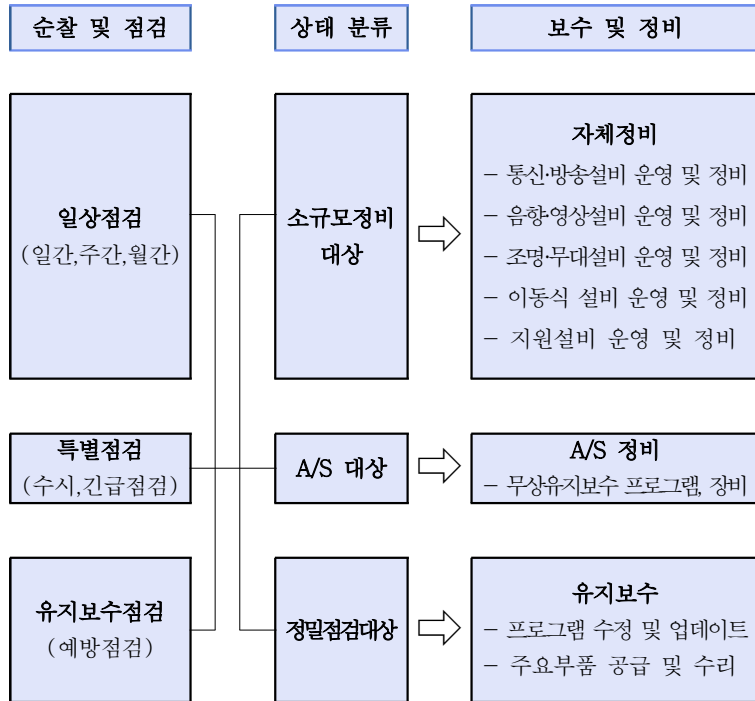 순찰 및 점검
상태 분류
보수 및 정비
일상점검
(일간,주간,월간)
소규모정비
대상
자체정비
– 통신·방송설비 운영 및 정비
– 음향·영상설비 운영 및 정비
– 조명·무대설비 운영 및 정비
– 이동식 설비 운영 및 정비
– 지원설비 운영 및 정비
특별점검
(수시,긴급점검)
A/S 대상
A/S 정비
– 무상유지보수 프로그램, 장비
유지보수점검
(예방점검)
정밀점검대상
유지보수
– 프로그램 수정 및 업데이트
– 주요부품 공급 및 수리